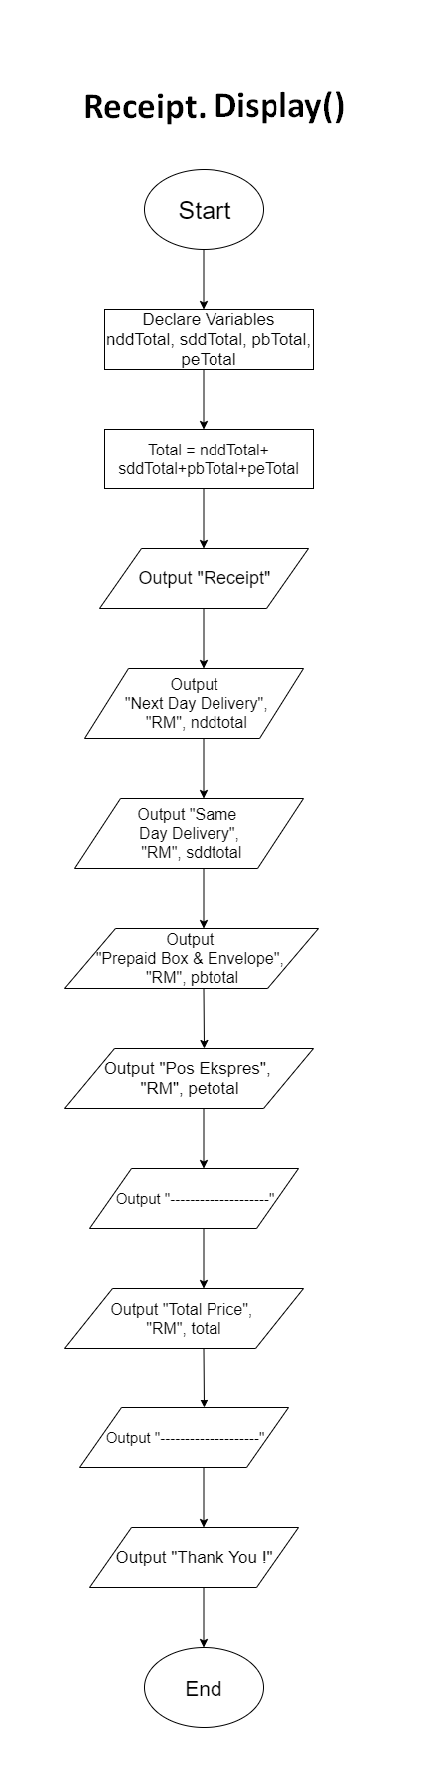 Receipt. Display()
Start
Declare Variables
nddTotal, sddTotal, pbTotal,
peTotal
Total = nddTotal+
sddTotal+pbTotal+peTotal
Output "Receipt"
Output
"Next Day Delivery",
"RM", nddtotal
Output "Same
Day Delivery",
"RM", sddtotal
Output
"Prepaid Box & Envelope",
"RM", pbtotal
Output "Pos Ekspres",
"RM", petotal
Output "--------------------"
Output "Total Price",
"RM", total
Output "--------------------"
Output "Thank You !"
End